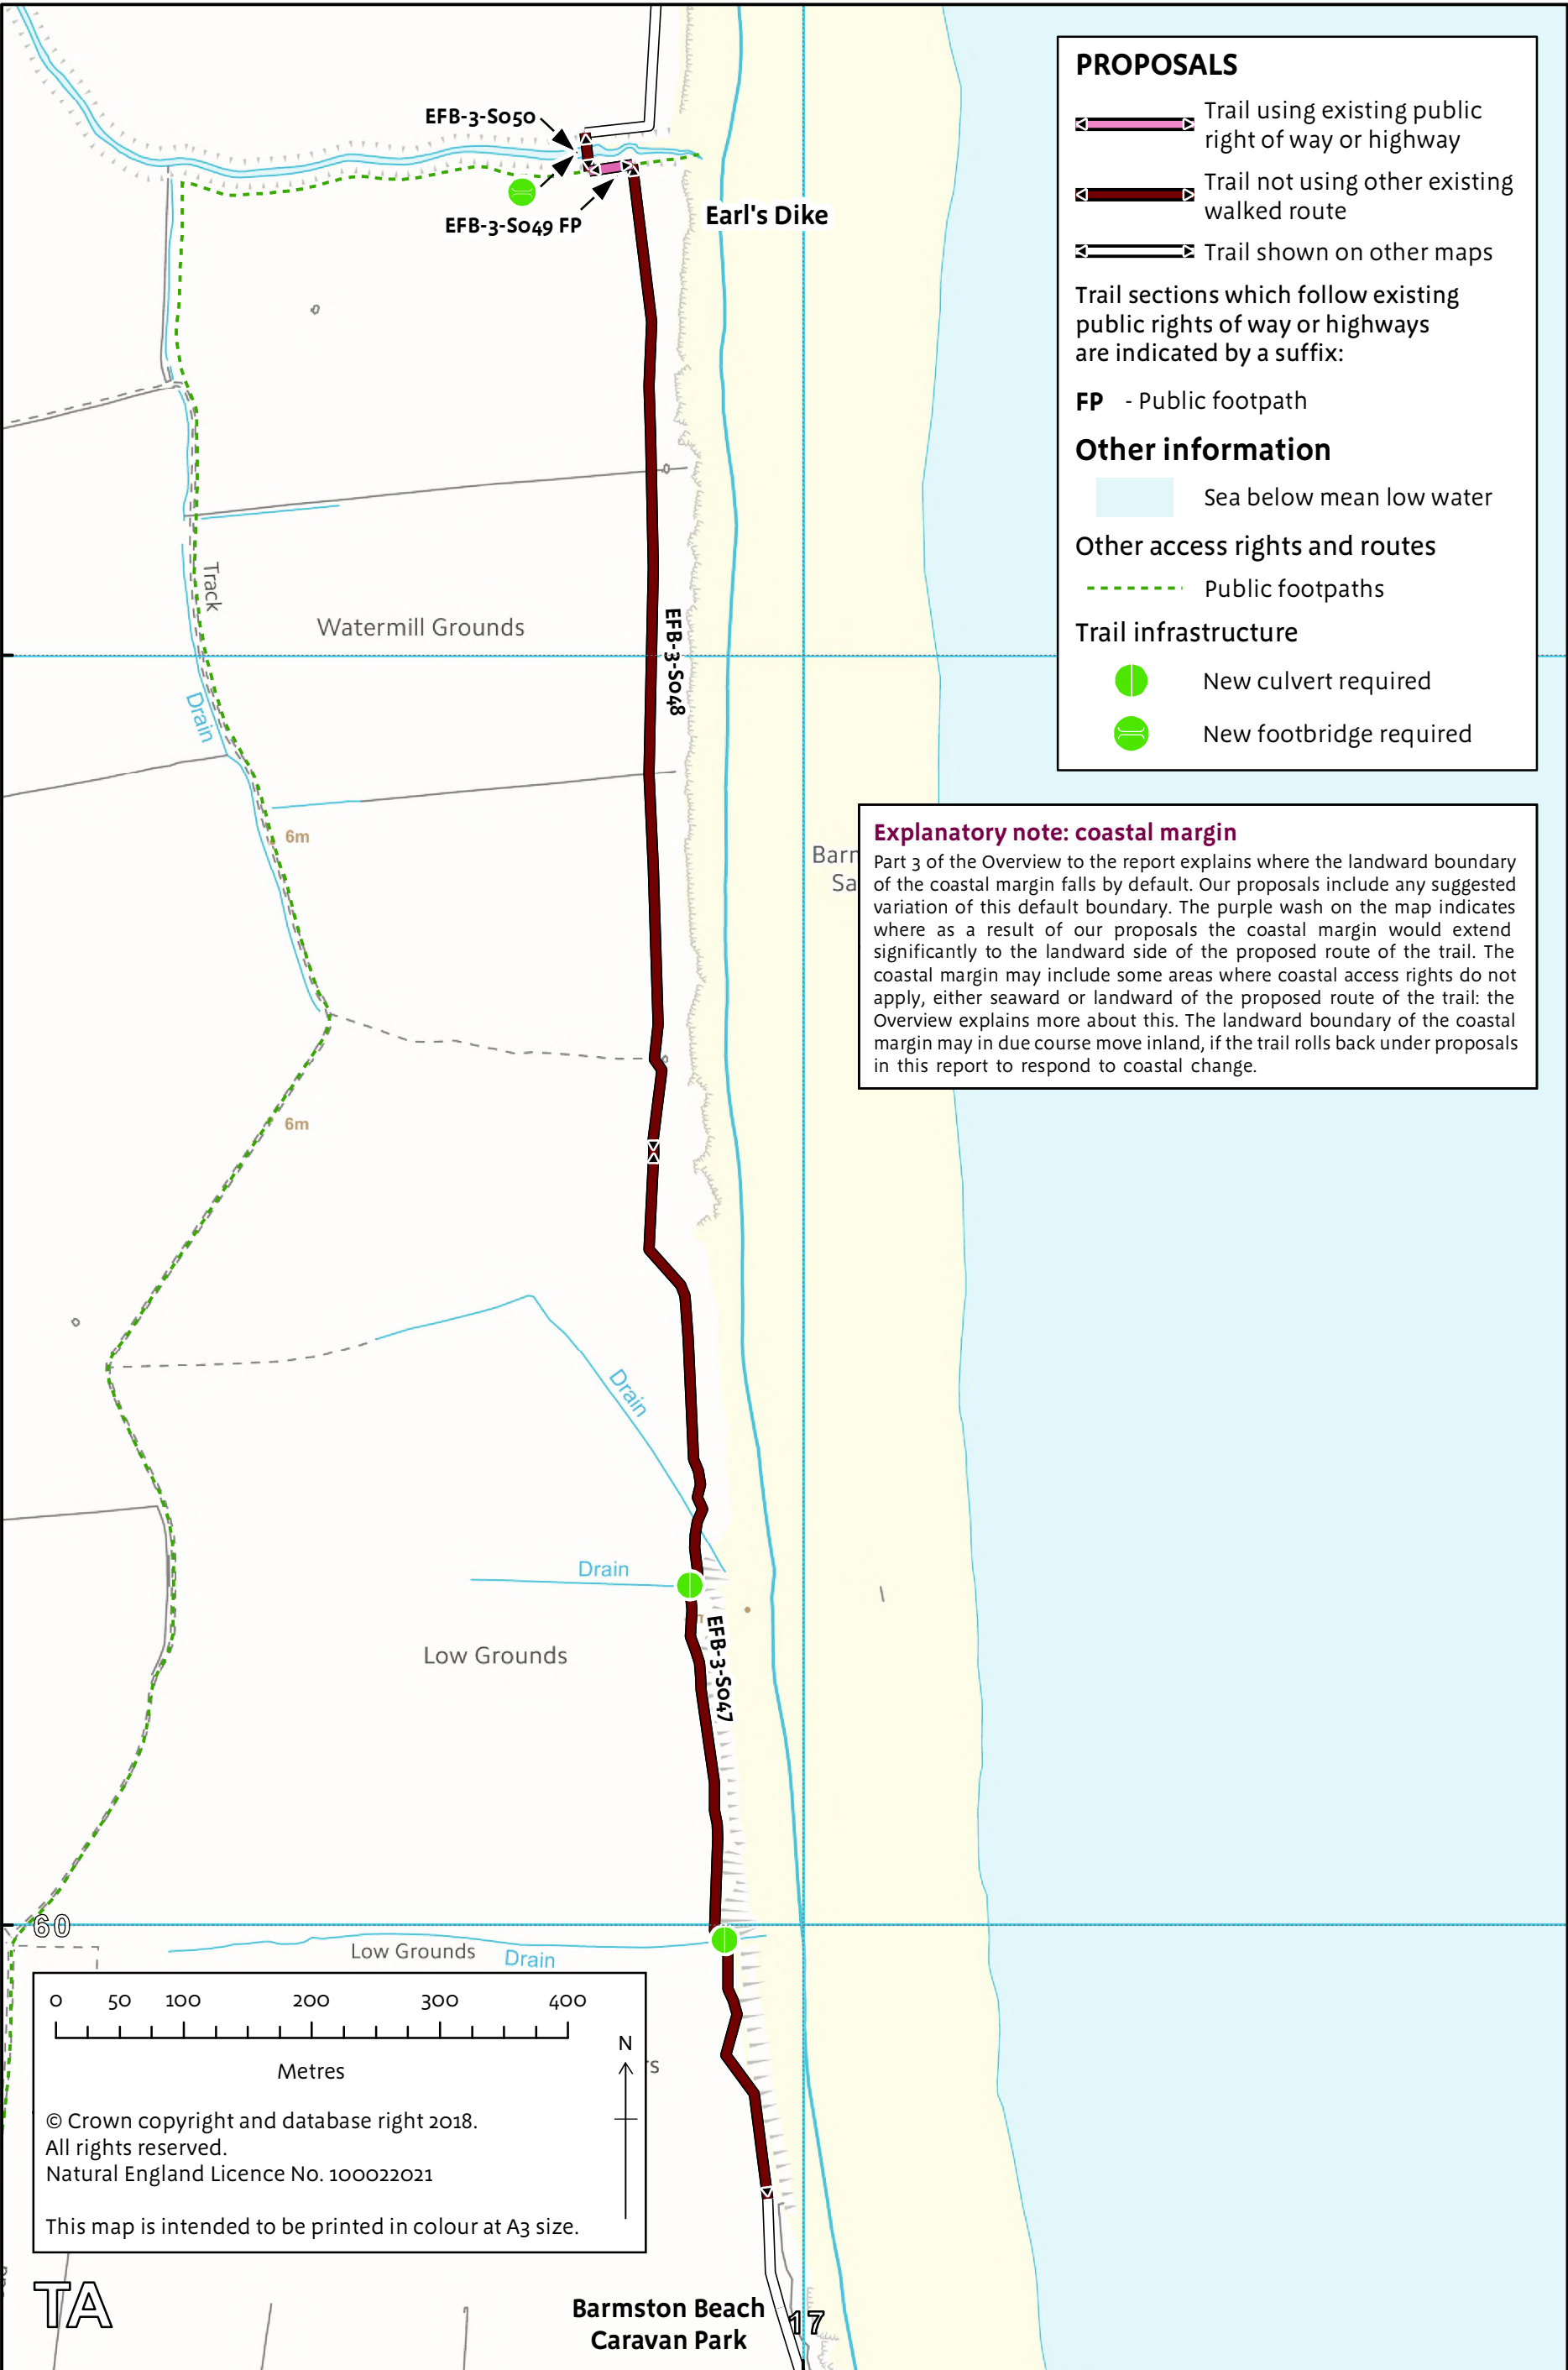 PROPOSALS
Trail using existing public
right of way or highway
Trail not using other existing
walked route
Trail shown on other maps
Trail sections which follow existing
public rights of way or highways
are indicated by a suffix:
FP - Public footpath
Other information
Sea below mean low water
Other access rights and routes
Public footpaths
Trail infrastructure
New culvert required
New footbridge required
Explanatory note: coastal margin
Part 3 of the Overview to the report explains where the landward boundary
of the coastal margin falls by default. Our proposals include any suggested
variation of this default boundary. The purple wash on the map indicates
where as a result of our proposals the coastal margin would extend
significantly to the landward side of the proposed route of the trail. The
coastal margin may include some areas where coastal access rights do not
apply, either seaward or landward of the proposed route of the trail: the
Overview explains more about this. The landward boundary of the coastal
margin may in due course move inland, if the trail rolls back under proposals
in this report to respond to coastal change.
EFB-3-S050
EFB-3-S049 FP
Earl's Dike
Track
Watermill Grounds
EFB-3-S048
Drain
6m
Barm
Sa
6m
Drain
Drain
Low Grounds
EFB-3-S047
60
Low Grounds
Drain
0 50 100 200 300 400
Metres
N
rs
© Crown copyright and database right 2018.
All rights reserved.
Natural England Licence No. 100022021
This map is intended to be printed in colour at A3 size.
TA
Barmston Beach
Caravan Park
17